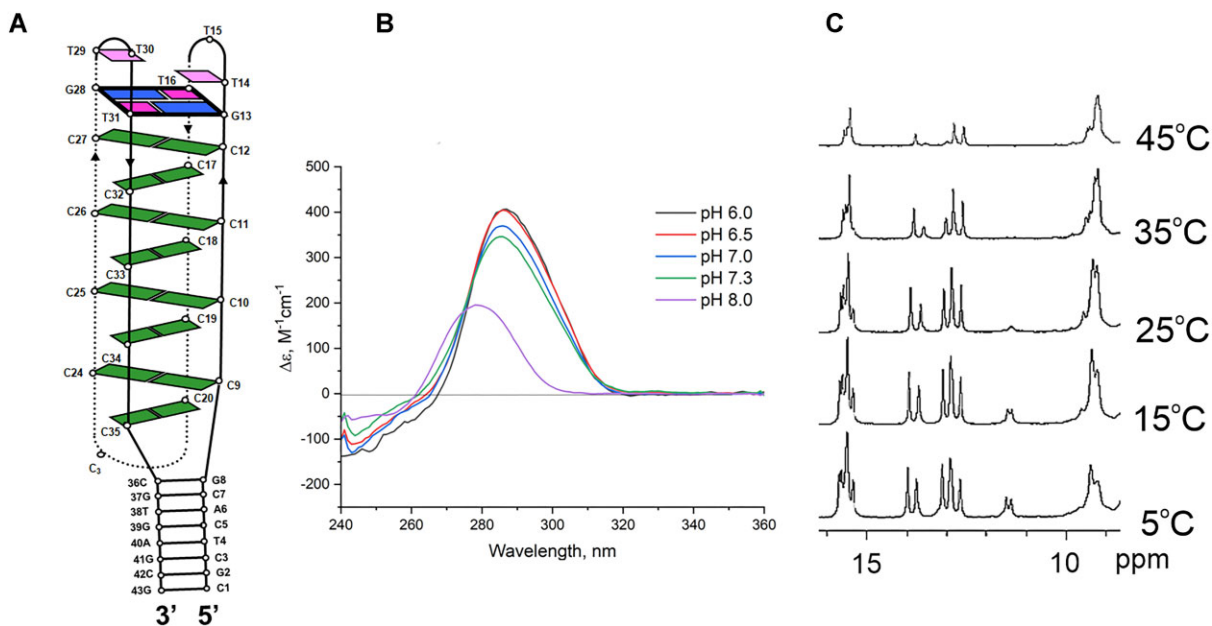 A
B
C
T15
T29
T30
T16
T14
G28
G13
T31
C27
C12
C17
C32
C26
C11
C18
C33
C25
C10
C19
C34
C24
C9
C20
C35
C3
36C
G8
37G
C7
38T
A6
39G
C5
40A
T4
41G
C3
42C
G2
43G
C1
3’ 5’
500
400
300
200
100
0
-100
-200
Δε, M⁻¹cm⁻¹
240 260 280 300 320 340 360
Wavelength, nm
pH 6.0
pH 6.5
pH 7.0
pH 7.3
pH 8.0
45°C
35°C
25°C
15°C
5°C
15 10 ppm